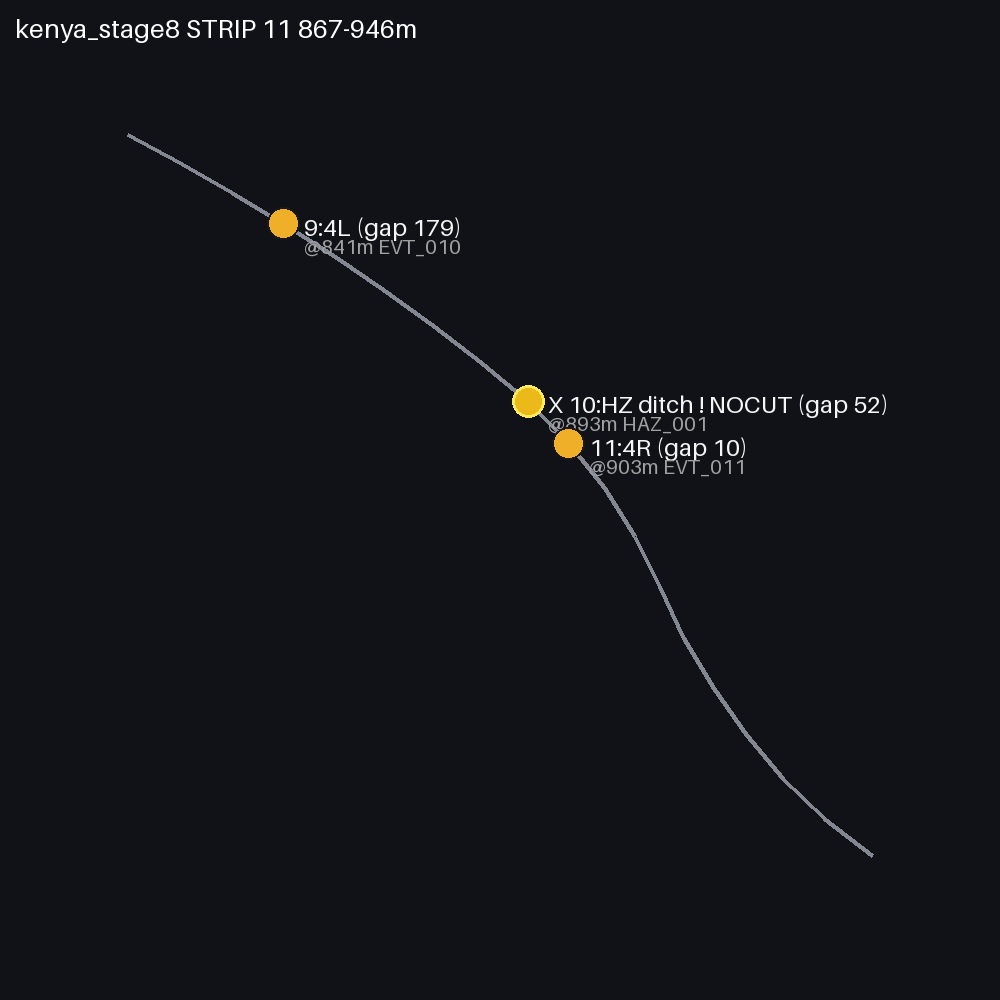 kenya_stage8 STRIP 11 867-946m
9:4L (gap 179)
@841m EVT_010
X 10:HZ ditch ! NOCUT (gap 52)
@893m HAZ_001
11:4R (gap 10)
@903m EVT_011